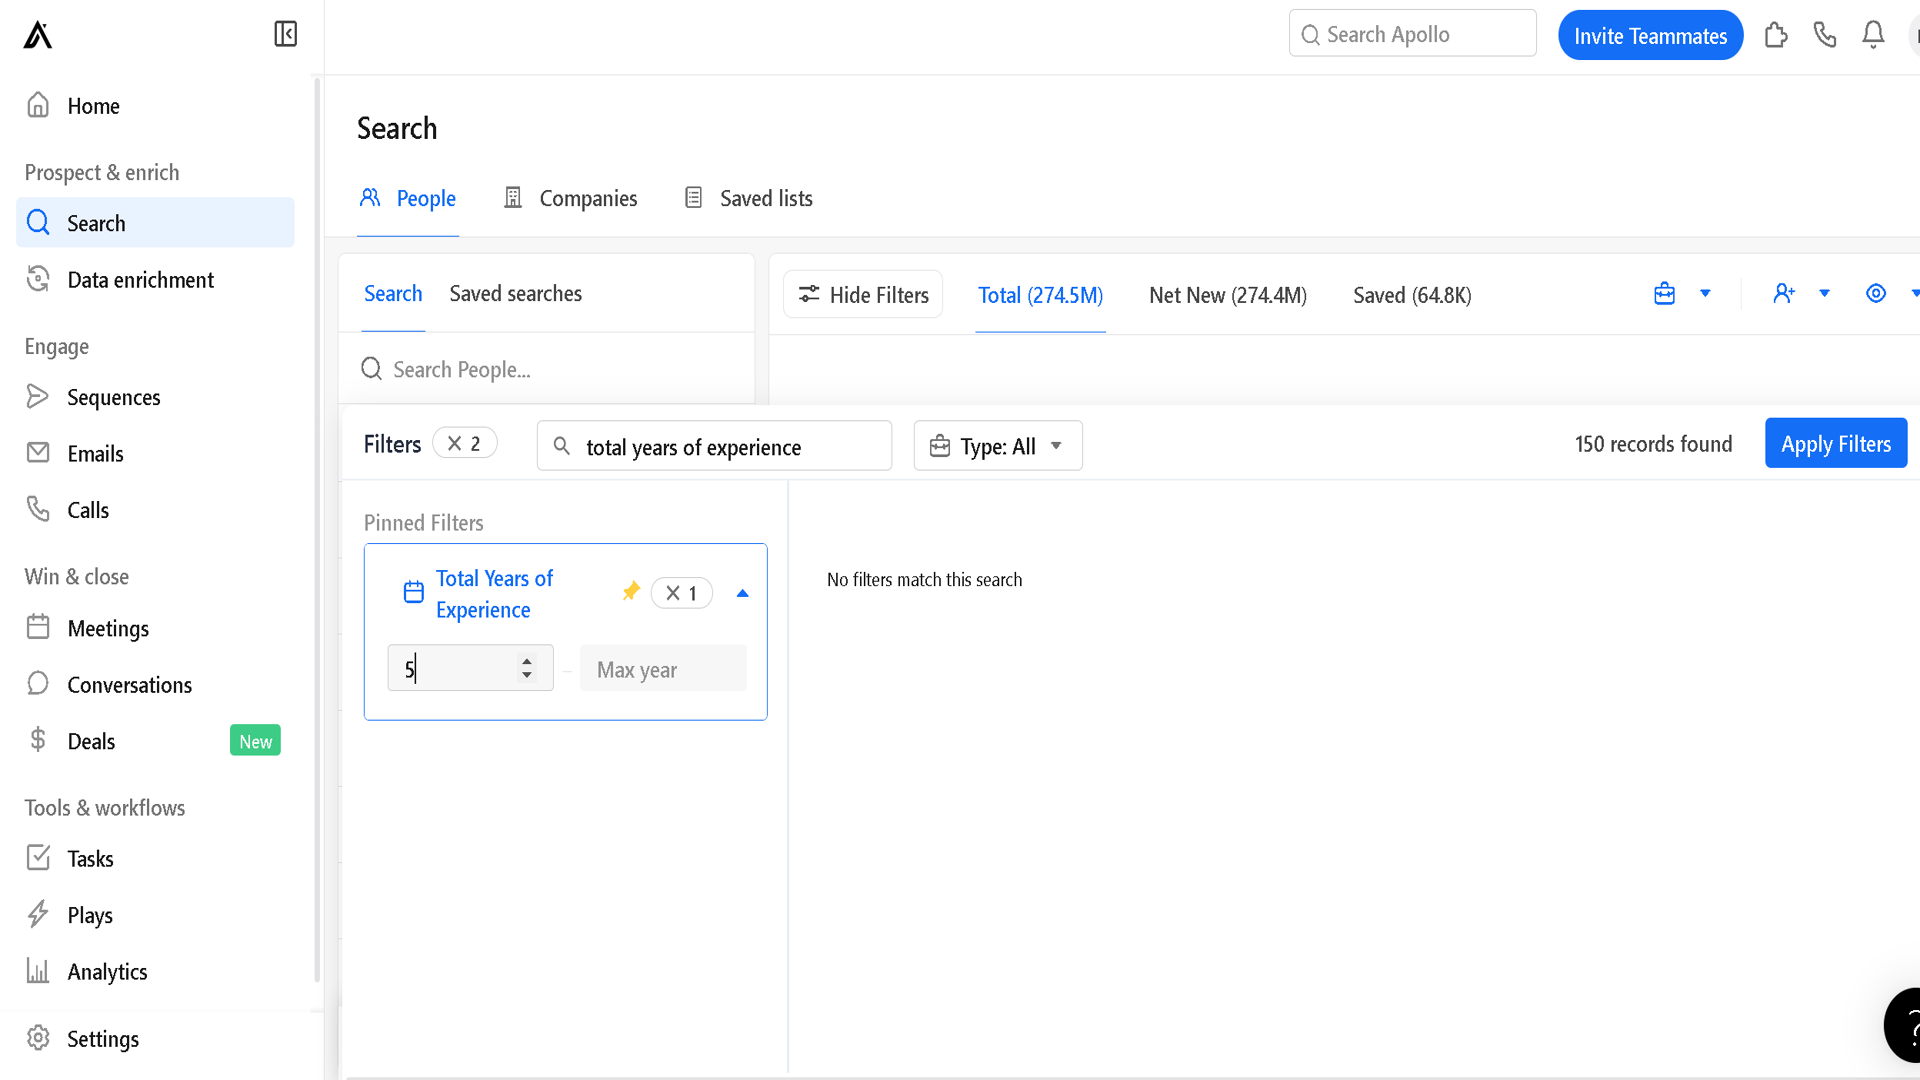 Search Apollo
Invite Teammates
Home
Prospect & enrich
Search
Data enrichment
Engage
Sequences
Emails
Calls
Win & close
Meetings
Conversations
Deals
New
Tools & workflows
Tasks
Plays
Analytics
Settings
Search
People
Companies
Saved lists
Search
Saved searches
Search People...
Hide Filters
Total (274.5M)
Net New (274.4M)
Saved (64.8K)
Filters
2
total years of experience
Type: All
150 records found
Apply Filters
Pinned Filters
Total Years of
Experience
1
5
Max year
No filters match this search
?